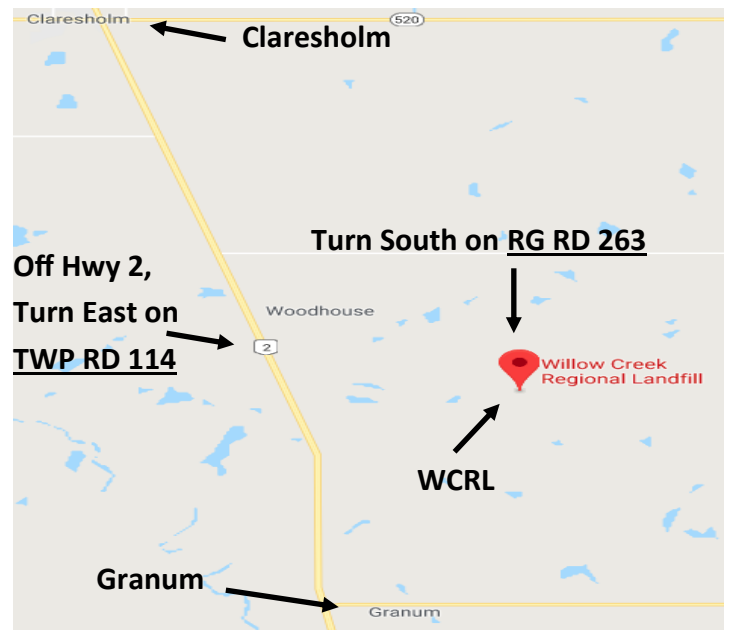 Claresholm
520
Claresholm
Turn South on RG RD 263
Off Hwy 2,
Turn East on
TWP RD 114
Woodhouse
2
Willow Creek
Regional Landfill
WCRL
Granum
Granum